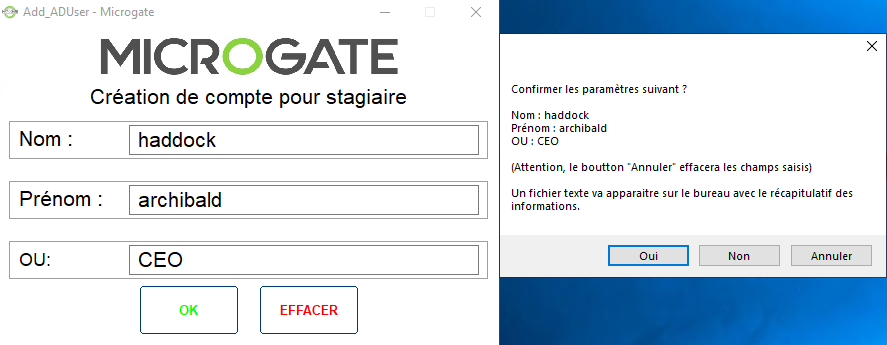 Add_ADUser - Microgate
MICROGATE
Création de compte pour stagiaire
Nom : haddock
Prénom : archibald
OU: CEO
OK EFFACER
Confirmer les paramètres suivant ?
Nom : haddock
Prénom : archibald
OU : CEO
(Attention, le boutton "Annuler" effacera les champs saisis)
Un fichier texte va apparaitre sur le bureau avec le récapitulatif des
informations.
Oui Non Annuler